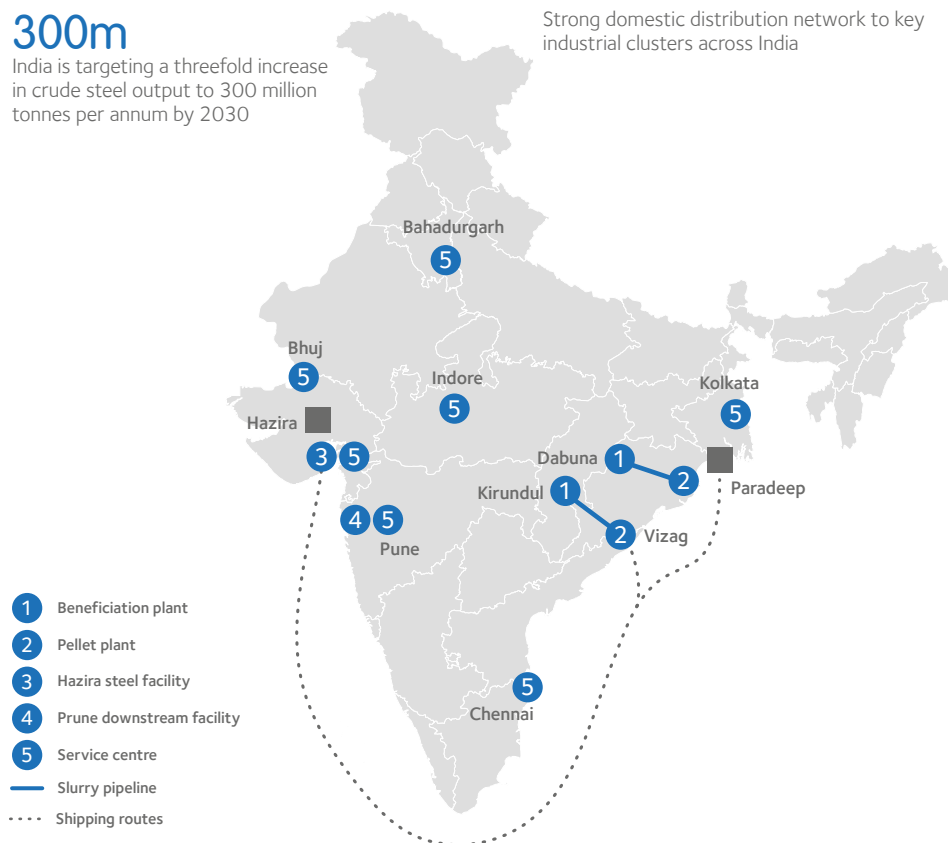 300m
India is targeting a threefold increase
in crude steel output to 300 million
tonnes per annum by 2030
Strong domestic distribution network to key
industrial clusters across India
Bahadurgarh
5
Bhuj
5
Indore
5
Kolkata
5
Hazira
3 5
Dabuna
1
2
Paradeep
Kirundul
1
2
Vizag
4 5
Pune
5
Chennai
1 Beneficiation plant
2 Pellet plant
3 Hazira steel facility
4 Prune downstream facility
5 Service centre
Slurry pipeline
Shipping routes